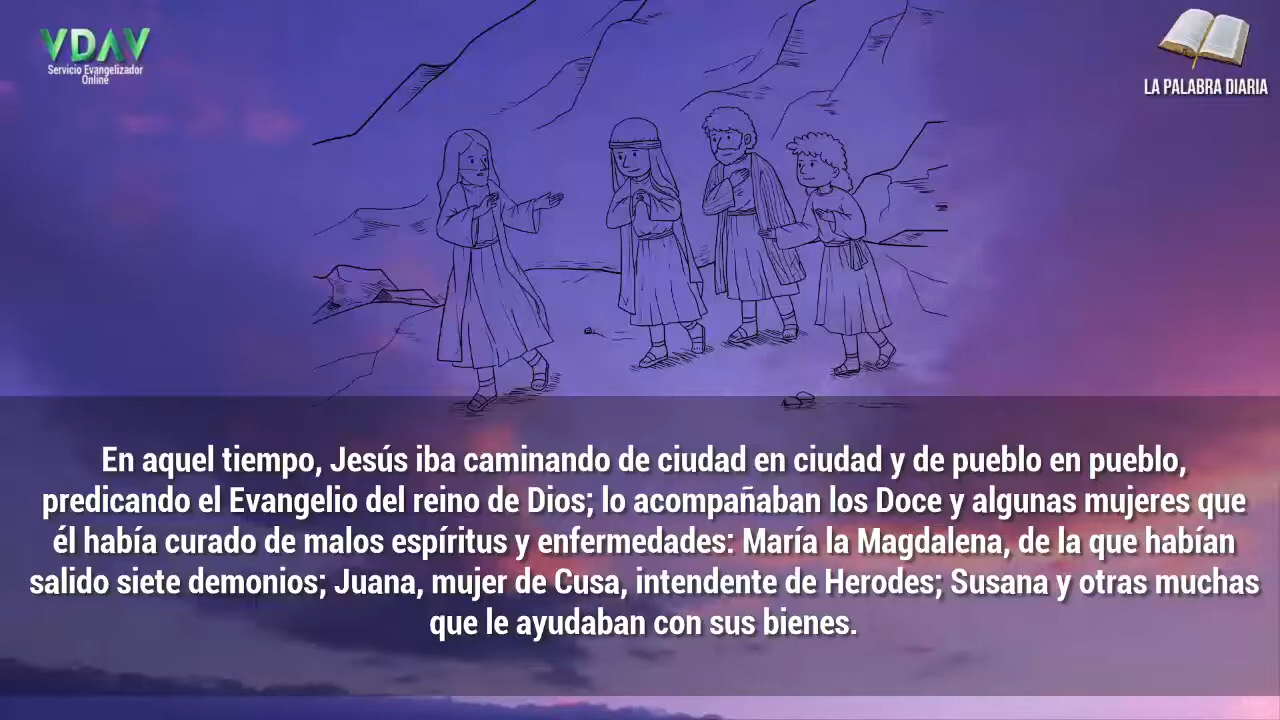 VDAV
Servicio Evangelizador
Online
LA PALABRA DIARIA
En aquel tiempo, Jesús iba caminando de ciudad en ciudad y de pueblo en pueblo,
predicando el Evangelio del reino de Dios; lo acompañaban los Doce y algunas mujeres que
él había curado de malos espíritus y enfermedades: María la Magdalena, de la que habían
salido siete demonios; Juana, mujer de Cusa, intendente de Herodes; Susana y otras muchas
que le ayudaban con sus bienes.